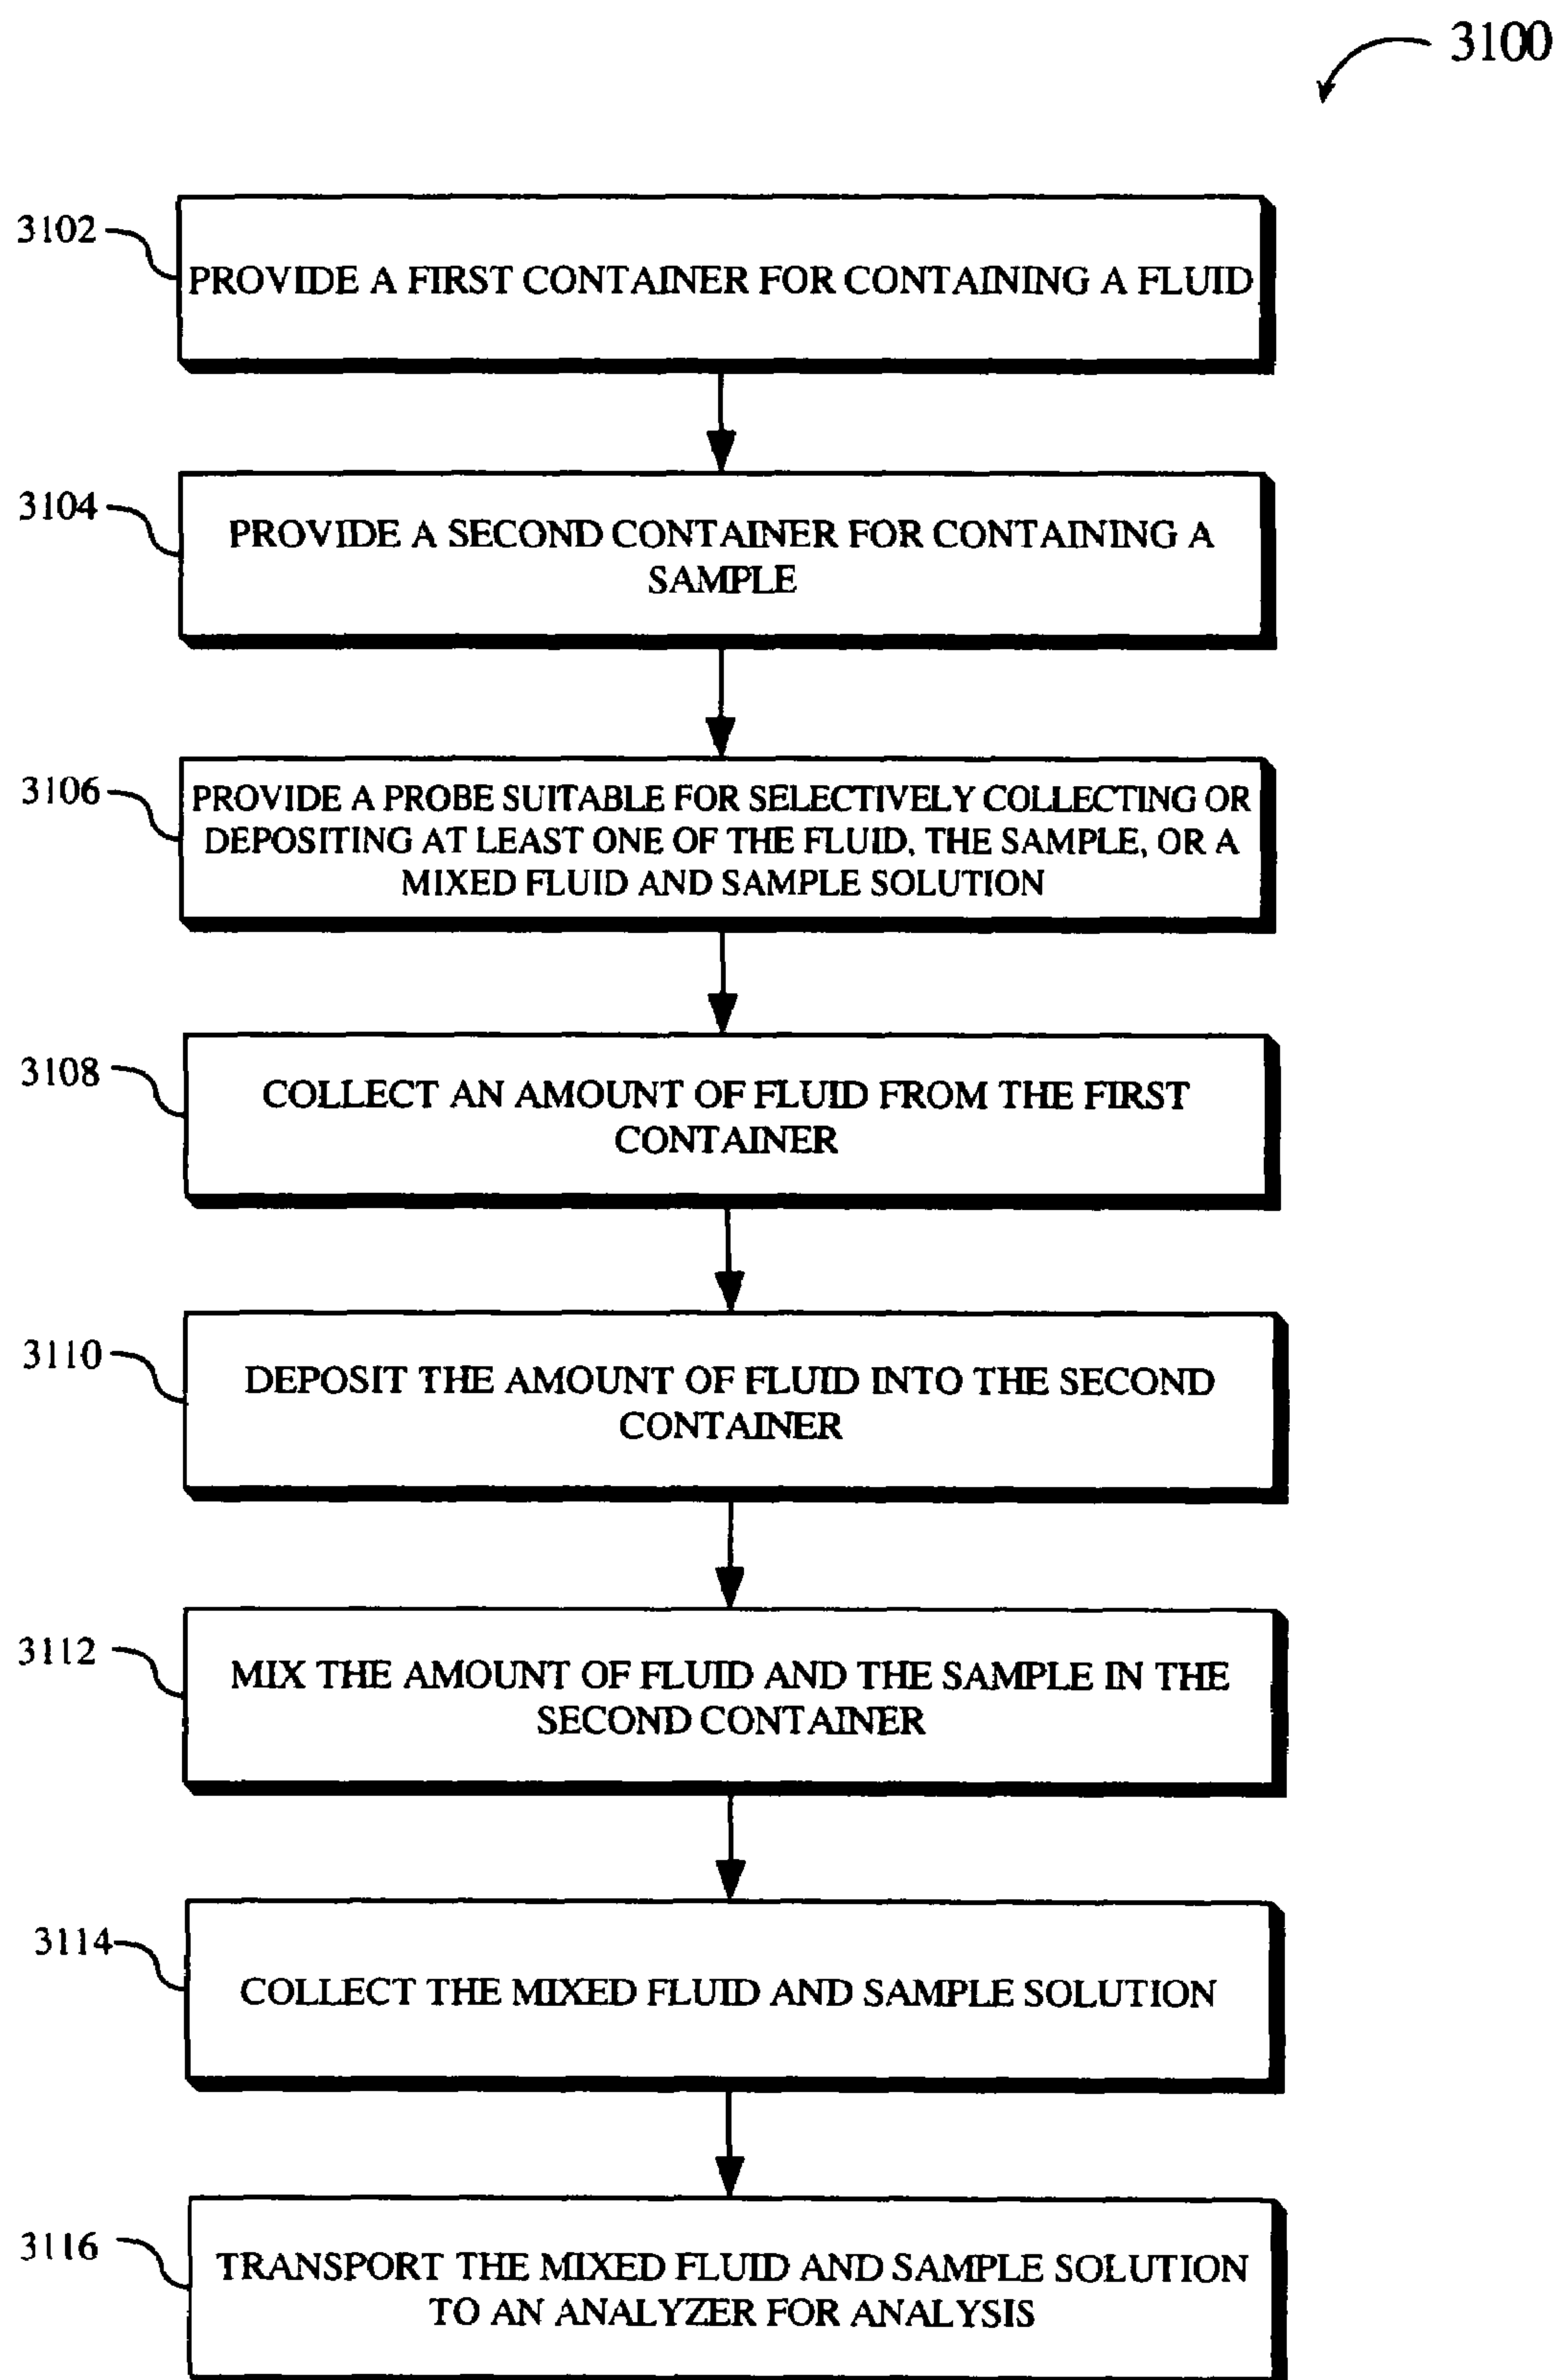 3100
3102
PROVIDE A FIRST CONTAINER FOR CONTAINING A FLUID
3104
PROVIDE A SECOND CONTAINER FOR CONTAINING A
SAMPLE
3106
PROVIDE A PROBE SUITABLE FOR SELECTIVELY COLLECTING OR
DEPOSITING AT LEAST ONE OF THE FLUID, THE SAMPLE, OR A
MIXED FLUID AND SAMPLE SOLUTION
3108
COLLECT AN AMOUNT OF FLUID FROM THE FIRST
CONTAINER
3110
DEPOSIT THE AMOUNT OF FLUID INTO THE SECOND
CONTAINER
3112
MIX THE AMOUNT OF FLUID AND THE SAMPLE IN THE
SECOND CONTAINER
3114
COLLECT THE MIXED FLUID AND SAMPLE SOLUTION
3116
TRANSPORT THE MIXED FLUID AND SAMPLE SOLUTION
TO AN ANALYZER FOR ANALYSIS